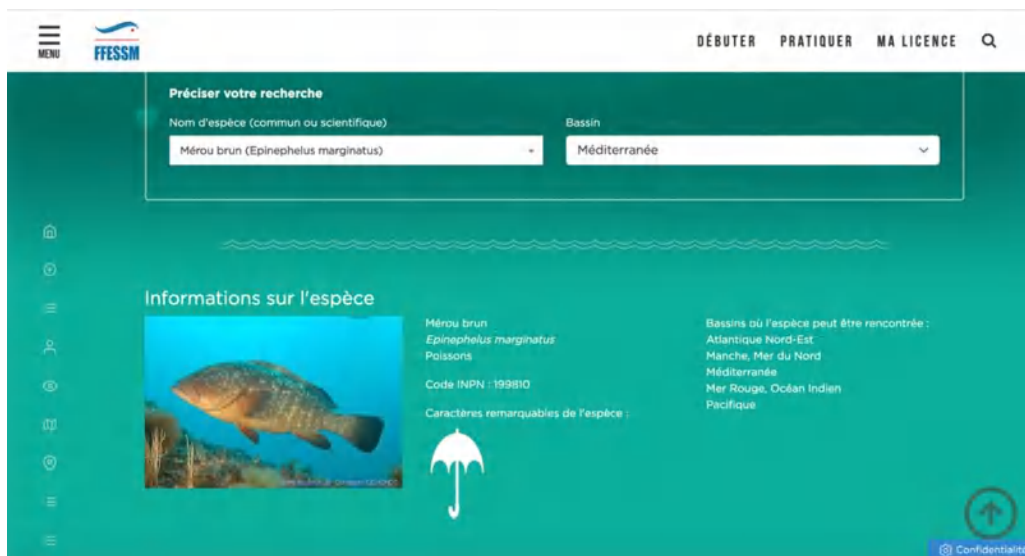 MENU
FFESSM
DÉBUTER PRATIQUER MA LICENCE
Préciser votre recherche
Nom d'espèce (commun ou scientifique)
Bassin
Mérou brun (Epinephelus marginatus)
Méditerranée
Informations sur l'espèce
Mérou brun
Epinephelus marginatus
Poissons
Code INPN : 199810
Caractères remarquables de l'espèce :
Bassins où l'espèce peut être rencontrée :
Atlantique Nord-Est
Manche, Mer du Nord
Méditerranée
Mer Rouge, Océan Indien
Pacifique
Confidentialité